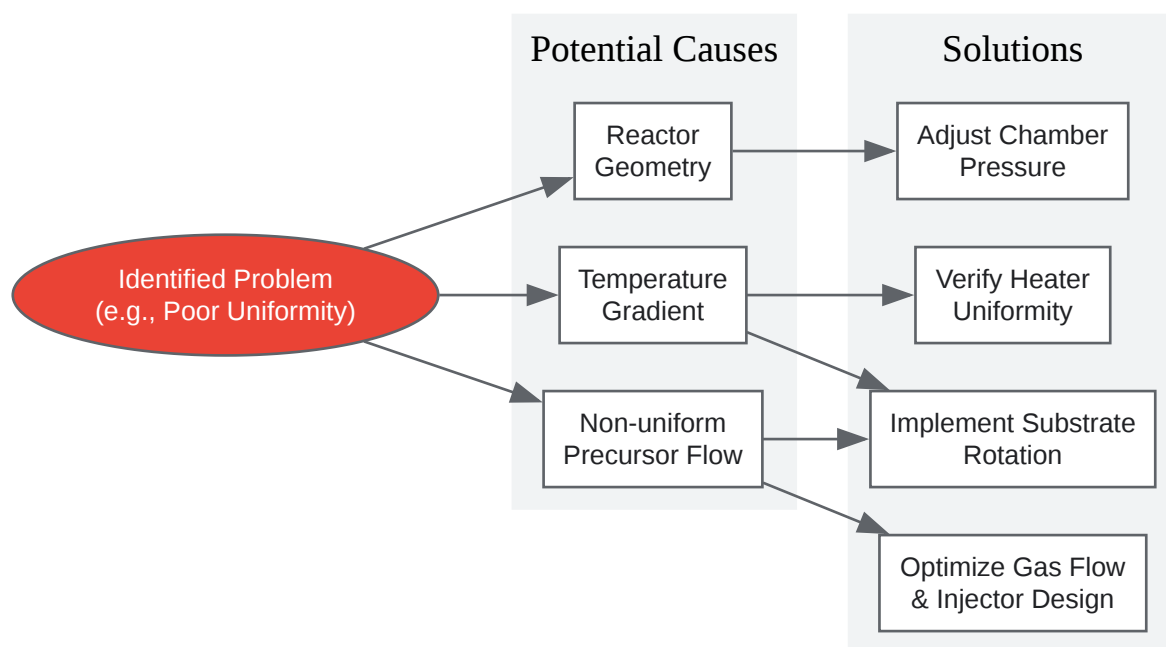 Potential Causes
Solutions
Reactor
Geometry
Adjust Chamber
Pressure
Identified Problem
(e.g., Poor Uniformity)
Temperature
Gradient
Verify Heater
Uniformity
Non-uniform
Precursor Flow
Implement Substrate
Rotation
Optimize Gas Flow
& Injector Design